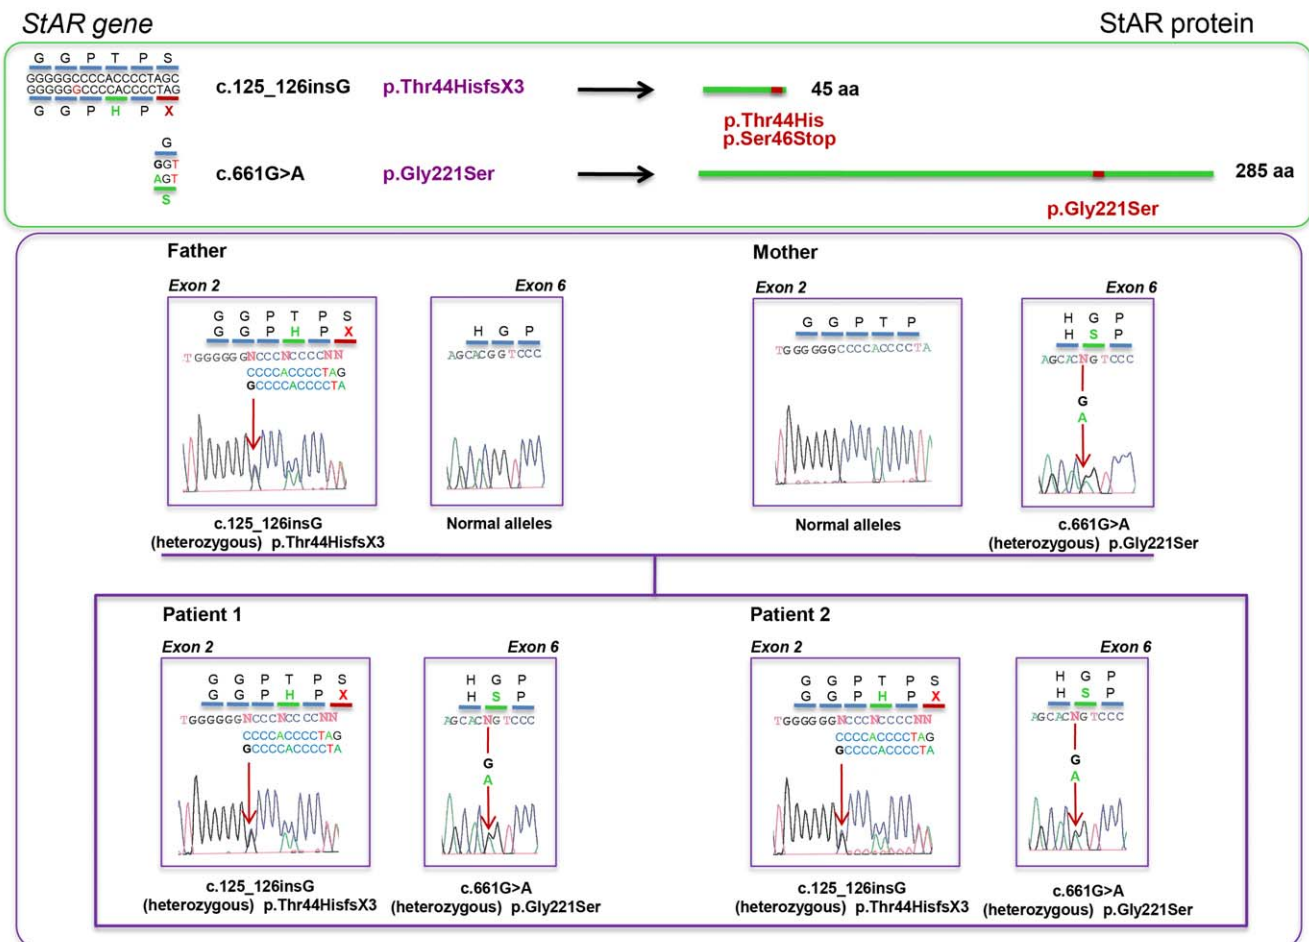 StAR gene
StAR protein
G G P T P S
GGGGGCCCCACCCCTAGC
GGGGGGCCCCACCCCTAG
G G P H P X
c.125_126insG
p.Thr44HisfsX3
45 aa
p.Thr44His
p.Ser46Stop
G
GGT
AGT
S
c.661G>A
p.Gly221Ser
285 aa
p.Gly221Ser
Father
Exon 2
G G P T P S
G G P H P X
TGGGGGGNCCCNCCCCNN
CCCCACCCCTAG
GCCCCACCCCTA
c.125_126insG
(heterozygous) p.Thr44HisfsX3
Exon 6
H G P
AGCACGGTCCC
Normal alleles
Mother
Exon 2
G G P T P
TGGGGGGCCCCACCCCTA
Normal alleles
Exon 6
H G P
H S P
AGCACNGTCCC
G
A
c.661G>A
(heterozygous) p.Gly221Ser
Patient 1
Exon 2
G G P T P S
G G P H P X
TGGGGGGNCCCNCCCCNN
CCCCACCCCTAG
GCCCCACCCCTA
c.125_126insG
(heterozygous) p.Thr44HisfsX3
Exon 6
H G P
H S P
AGCACNGTCCC
G
A
c.661G>A
(heterozygous) p.Gly221Ser
Patient 2
Exon 2
G G P T P S
G G P H P X
TGGGGGGNCCCNCCCCNN
CCCCACCCCTAG
GCCCCACCCCTA
c.125_126insG
(heterozygous) p.Thr44HisfsX3
Exon 6
H G P
H S P
AGCACNGTCCC
G
A
c.661G>A
(heterozygous) p.Gly221Ser